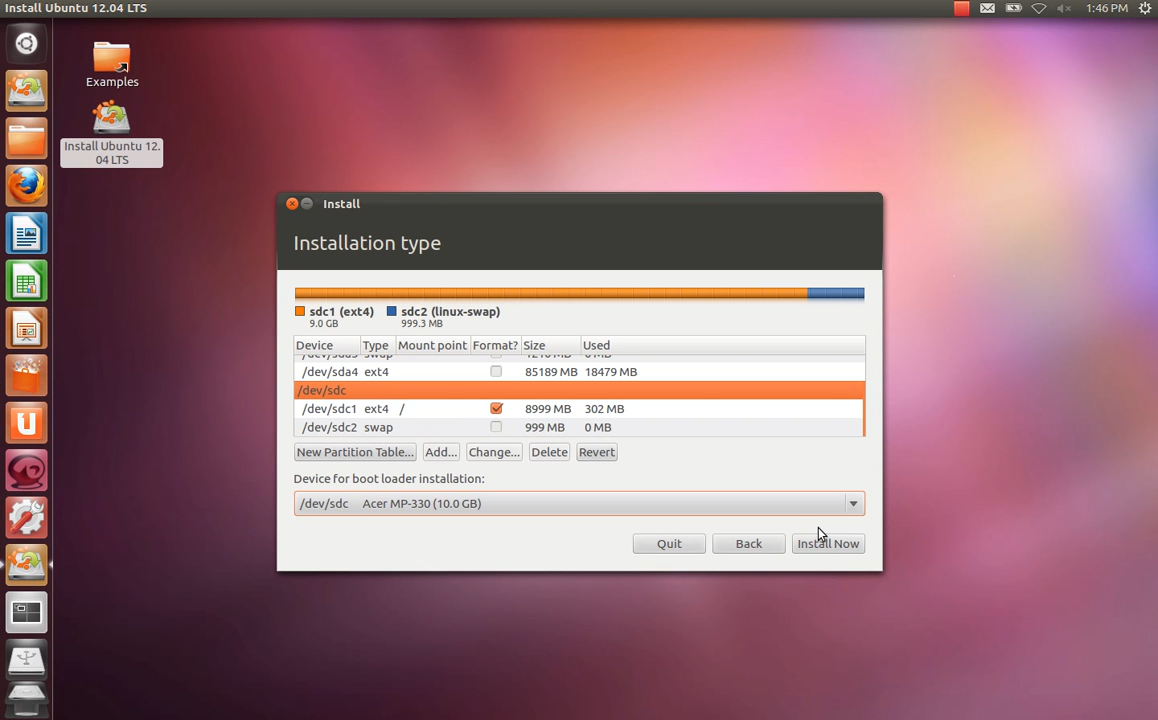 Install Ubuntu 12.04 LTS
1:46 PM
Examples
Install Ubuntu 12.
04 LTS
Install
Installation type
sdc1 (ext4)
9.0 GB
sdc2 (linux-swap)
999.3 MB
Device Type Mount point Format? Size Used
/dev/sda4 ext4 85189 MB 18479 MB
/dev/sdc
/dev/sdc1 ext4 / 8999 MB 302 MB
/dev/sdc2 swap 999 MB 0 MB
New Partition Table... Add... Change... Delete Revert
Device for boot loader installation:
/dev/sdc Acer MP-330 (10.0 GB)
Quit Back Install Now